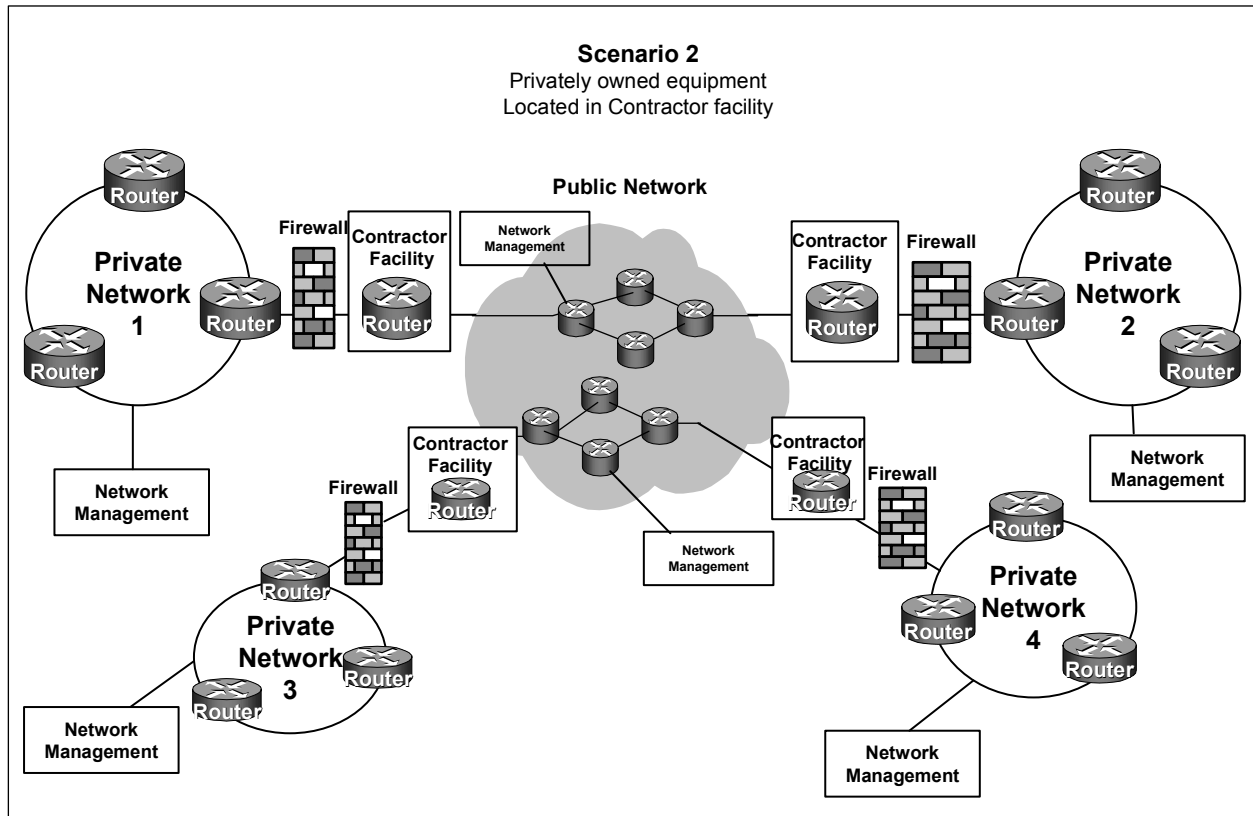 Scenario 2
Privately owned equipment
Located in Contractor facility
Public Network
Router
Private
Network
1
Router
Router
Firewall
Contractor
Facility
Router
Network
Management
Contractor
Facility
Router
Firewall
Router
Private
Network
2
Router
Router
Network
Management
Network
Management
Contractor
Facility
Router
Firewall
Router
Private
Network
3
Router
Router
Network
Management
Network
Management
Contractor
Facility
Router
Firewall
Router
Private
Network
4
Router
Router
Network
Management